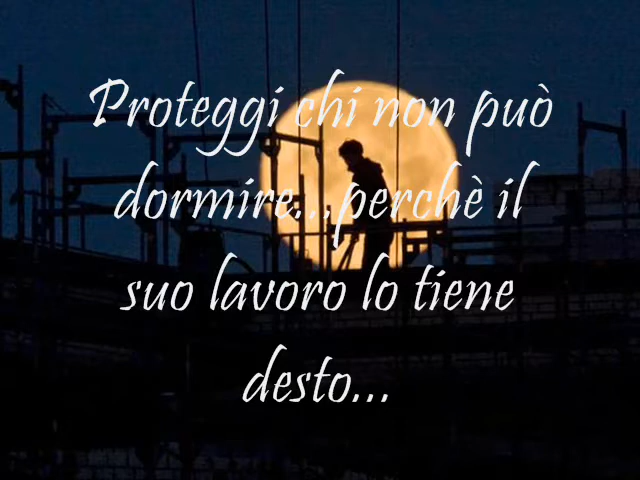 Proteggi chi non può
dormire...perchè il
suo lavoro lo tiene
desto...